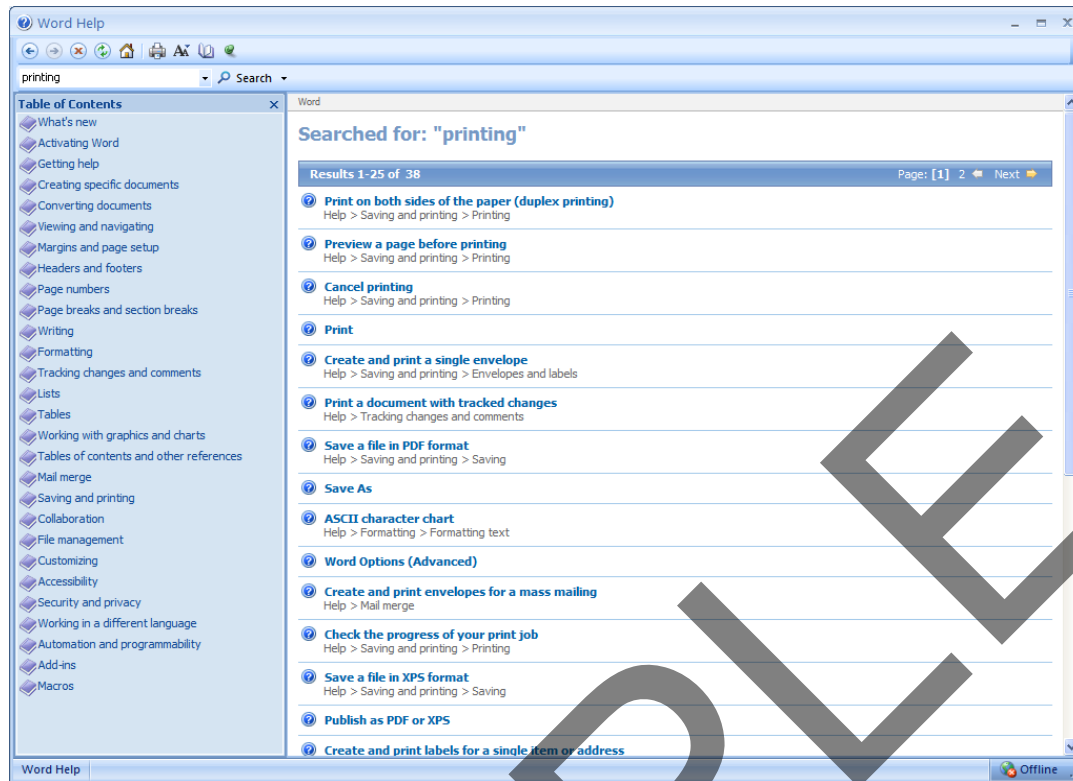 Word Help
printing
Search
Table of Contents
What's new
Activating Word
Getting help
Creating specific documents
Converting documents
Viewing and navigating
Margins and page setup
Headers and footers
Page numbers
Page breaks and section breaks
Writing
Formatting
Tracking changes and comments
Lists
Tables
Working with graphics and charts
Tables of contents and other references
Mail merge
Saving and printing
Collaboration
File management
Customizing
Accessibility
Security and privacy
Working in a different language
Automation and programmability
Add-ins
Macros
Word
Searched for: "printing"
Results 1-25 of 38 Page: [1] 2 Next
Print on both sides of the paper (duplex printing)
Help > Saving and printing > Printing
Preview a page before printing
Help > Saving and printing > Printing
Cancel printing
Help > Saving and printing > Printing
Print
Create and print a single envelope
Help > Saving and printing > Envelopes and labels
Print a document with tracked changes
Help > Tracking changes and comments
Save a file in PDF format
Help > Saving and printing > Saving
Save As
ASCII character chart
Help > Formatting > Formatting text
Word Options (Advanced)
Create and print envelopes for a mass mailing
Help > Mail merge
Check the progress of your print job
Help > Saving and printing > Printing
Save a file in XPS format
Help > Saving and printing > Saving
Publish as PDF or XPS
Create and print labels for a single item or address
Word Help
Offline
PLE